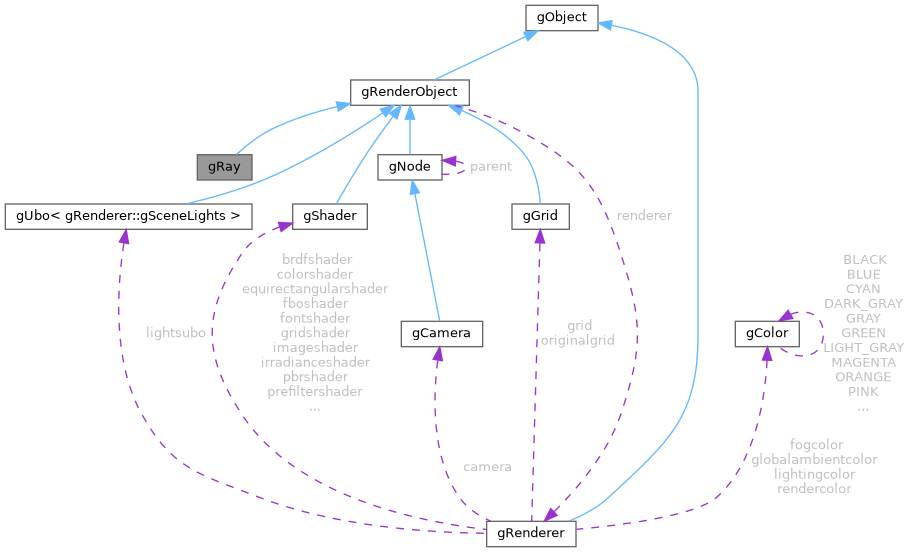 gObject
gRenderObject
gRay
gNode
parent
gUbo< gRenderer::gSceneLights >
gShader
gGrid
renderer
brdfshader
colorshader
equirectangularshader
fboshader
fontshader
gridshader
imageshader
irradianceshader
pbrshader
prefiltershader
...
lightsubo
gCamera
grid
originalgrid
gColor
BLACK
BLUE
CYAN
DARK_GRAY
GRAY
GREEN
LIGHT_GRAY
MAGENTA
ORANGE
PINK
...
camera
fogcolor
globalambientcolor
lightingcolor
rendercolor
gRenderer